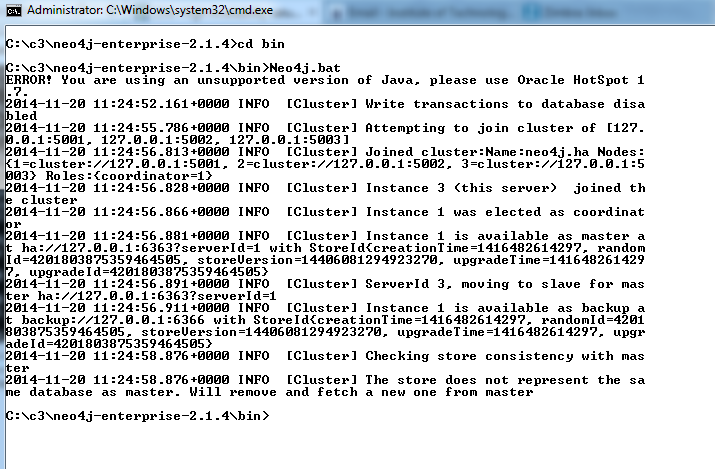 Administrator: C:\Windows\system32\cmd.exe
C:\c3\neo4j-enterprise-2.1.4>cd bin
C:\c3\neo4j-enterprise-2.1.4\bin>Neo4j.bat
ERROR! You are using an unsupported version of Java, please use Oracle HotSpot 1
.7.
2014-11-20 11:24:52.161+0000 INFO  [Cluster] Write transactions to database disa
bled
2014-11-20 11:24:55.786+0000 INFO  [Cluster] Attempting to join cluster of [127.
0.0.1:5001, 127.0.0.1:5002, 127.0.0.1:5003]
2014-11-20 11:24:56.813+0000 INFO  [Cluster] Joined cluster:Name:neo4j.ha Nodes:
{1=cluster://127.0.0.1:5001, 2=cluster://127.0.0.1:5002, 3=cluster://127.0.0.1:5
003} Roles:{coordinator=1}
2014-11-20 11:24:56.828+0000 INFO  [Cluster] Instance 3 (this server)  joined th
e cluster
2014-11-20 11:24:56.866+0000 INFO  [Cluster] Instance 1 was elected as coordinat
or
2014-11-20 11:24:56.881+0000 INFO  [Cluster] Instance 1 is available as master a
t ha://127.0.0.1:6363?serverId=1 with StoreId{creationTime=1416482614297, random
Id=4201803875359464505, storeVersion=14406081294923270, upgradeTime=141648261429
7, upgradeId=4201803875359464505}
2014-11-20 11:24:56.891+0000 INFO  [Cluster] ServerId 3, moving to slave for mas
ter ha://127.0.0.1:6363?serverId=1
2014-11-20 11:24:56.911+0000 INFO  [Cluster] Instance 1 is available as backup a
t backup://127.0.0.1:6366 with StoreId{creationTime=1416482614297, randomId=4201
803875359464505, storeVersion=14406081294923270, upgradeTime=1416482614297, upgr
adeId=4201803875359464505}
2014-11-20 11:24:58.876+0000 INFO  [Cluster] Checking store consistency with mas
ter
2014-11-20 11:24:58.876+0000 INFO  [Cluster] The store does not represent the sa
me database as master. Will remove and fetch a new one from master
C:\c3\neo4j-enterprise-2.1.4\bin>